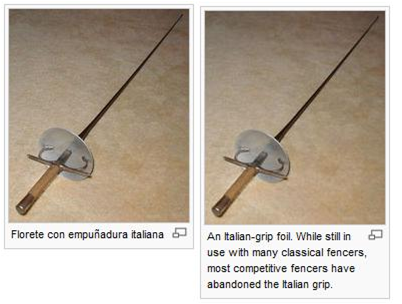 Florete con empuñadura italiana
An Italian-grip foil. While still in
use with many classical fencers,
most competitive fencers have
abandoned the Italian grip.